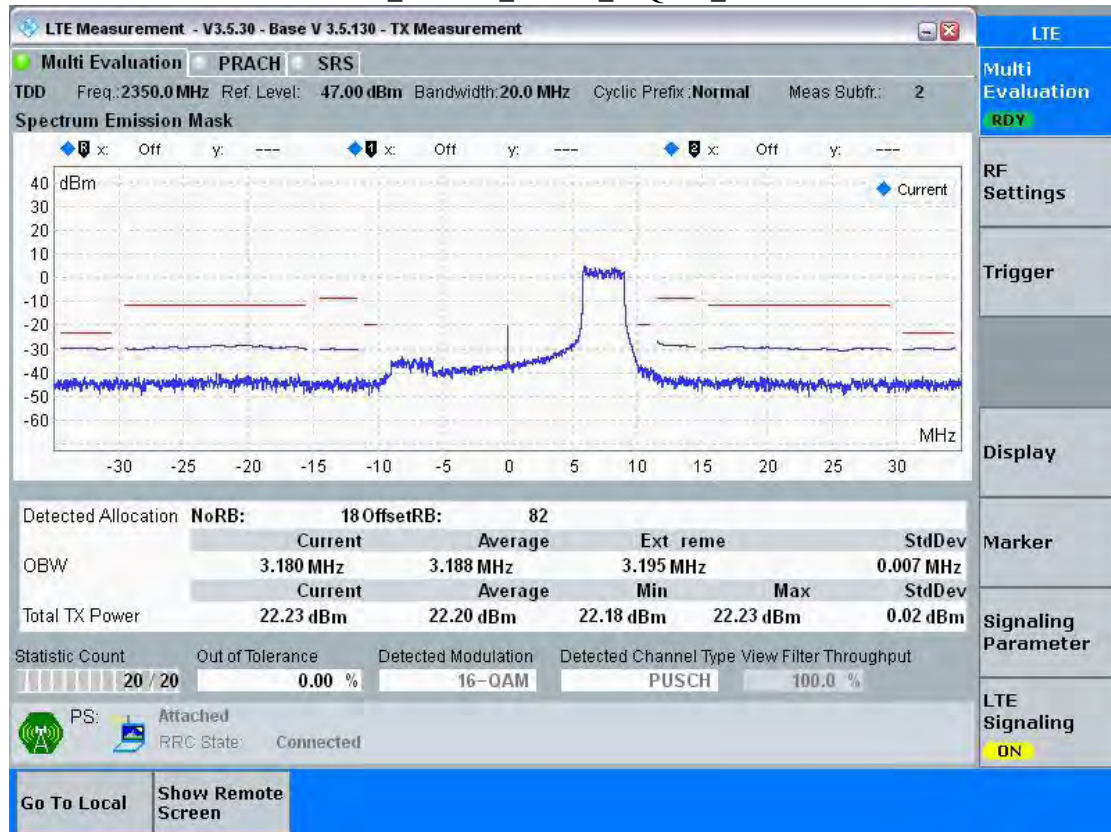 LTE Measurement - V3.5.30 - Base V 3.5.130 - TX Measurement
LTE
Multi Evaluation PRACH SRS
TDD Freq.:2350.0 MHz Ref. Level: 47.00 dBm Bandwidth:20.0 MHz Cyclic Prefix :Normal Meas Subfr.: 2
Multi Evaluation
RDY
Spectrum Emission Mask
R x: Off y: --- 1 x: Off y: --- 2 x: Off y: ---
40 dBm
Current
30
20
10
0
-10
-20
-30
-40
-50
-60
MHz
-30 -25 -20 -15 -10 -5 0 5 10 15 20 25 30
RF Settings
Trigger
Display
Detected Allocation NoRB: 18 OffsetRB: 82
Current Average Ext reme StdDev
OBW 3.180 MHz 3.188 MHz 3.195 MHz 0.007 MHz
Current Average Min Max StdDev
Total TX Power 22.23 dBm 22.20 dBm 22.18 dBm 22.23 dBm 0.02 dBm
Marker
Signaling Parameter
Statistic Count Out of Tolerance Detected Modulation Detected Channel Type View Filter Throughput
20 / 20 0.00 % 16-QAM PUSCH 100.0 %
PS: Attached
RRC State: Connected
LTE Signaling
ON
Go To Local
Show Remote Screen